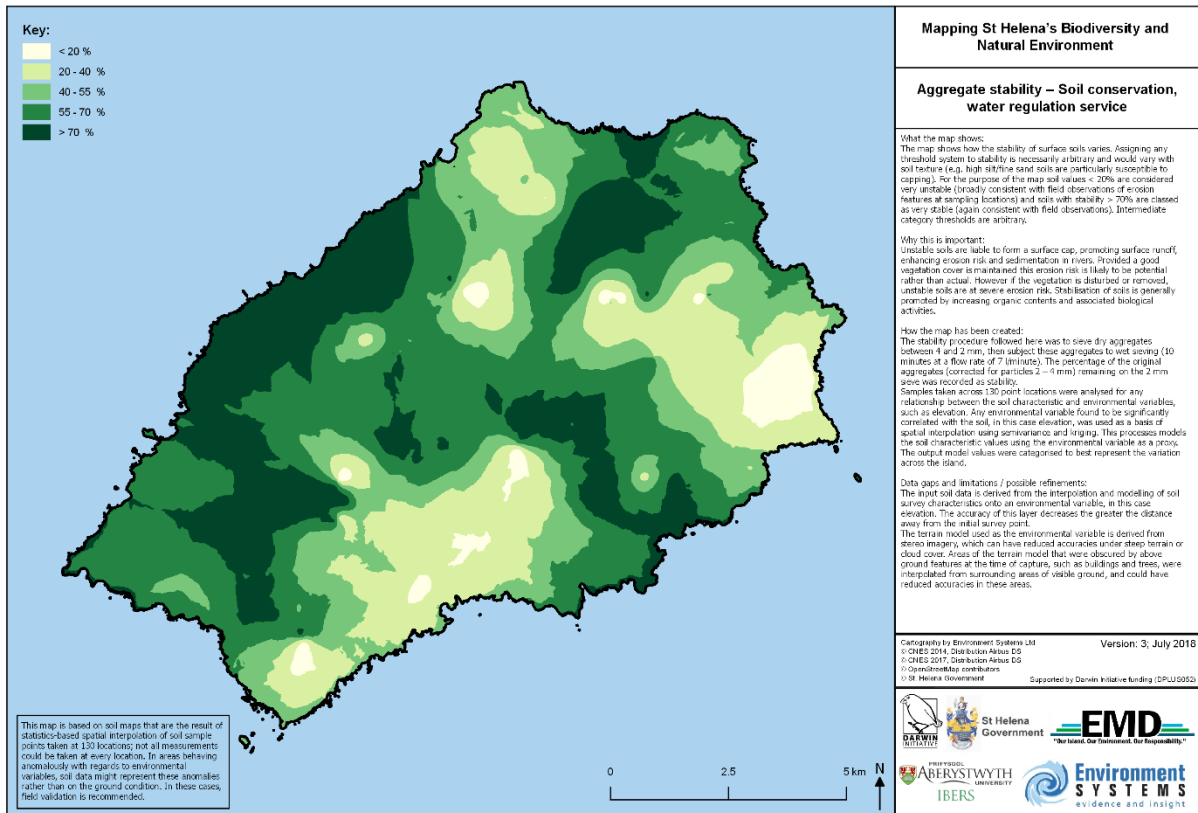 Key:
< 20 %
20 - 40 %
40 - 55 %
55 - 70 %
> 70 %
This map is based on soil maps that are the result of
statistics-based spatial interpolation of soil sample
points taken at 130 locations; not all measurements
could be taken at every location. In areas behaving
anomalously with regards to environmental
variables, soil data might represent these anomalies
rather than on the ground condition. In these cases,
field validation is recommended.
0 2.5 5 km N
Mapping St Helena's Biodiversity and
Natural Environment
Aggregate stability – Soil conservation,
water regulation service
What the map shows:
The map shows how the stability of surface soils varies. Assigning any
threshold system to stability is necessarily arbitrary and would vary with
soil texture (e.g. high silt/fine sand soils are particularly susceptible to
capping). For the purpose of the map soil values < 20% are considered
very unstable (broadly consistent with field observations of erosion
features at sampling locations) and soils with stability > 70% are classed
as very stable (again consistent with field observations). Intermediate
category thresholds are arbitrary.
Why this is important:
Unstable soils are liable to form a surface cap, promoting surface runoff,
enhancing erosion risk and sedimentation in rivers. Provided a good
vegetation cover is maintained this erosion risk is likely to be potential
rather than actual. However if the vegetation is disturbed or removed,
unstable soils are at severe erosion risk. Stabilisation of soils is generally
promoted by increasing organic contents and associated biological
activities.
How the map has been created:
The stability procedure followed here was to sieve dry aggregates
between 4 and 2 mm, then subject these aggregates to wet sieving (10
minutes at a flow rate of 7 l/minute). The percentage of the original
aggregates (corrected for particles 2 – 4 mm) remaining on the 2 mm
sieve was recorded as stability.
Samples taken across 130 point locations were analysed for any
relationship between the soil characteristic and environmental variables,
such as elevation. Any environmental variable found to be significantly
correlated with the soil, in this case elevation, was used as a basis of
spatial interpolation using semivariance and kriging. This processes models
the soil characteristic values using the environmental variable as a proxy.
The output model values were categorised to best represent the variation
across the island.
Data gaps and limitations / possible refinements:
The input soil data is derived from the interpolation and modelling of soil
survey characteristics onto an environmental variable, in this case
elevation. The accuracy of this layer decreases the greater the distance
away from the initial survey point.
The terrain model used as the environmental variable is derived from
stereo imagery, which can have reduced accuracies under steep terrain or
cloud cover. Areas of the terrain model that were obscured by above
ground features at the time of capture, such as buildings and trees, were
interpolated from surrounding areas of visible ground, and could have
reduced accuracies in these areas.
Cartography by Environment Systems Ltd
© CNES 2014, Distribution Airbus DS
© CNES 2017, Distribution Airbus DS
© OpenStreetMap contributors
© St. Helena Government
Version: 3; July 2018
Supported by Darwin Initiative funding (DPLUS052)
DARWIN
INITIATIVE
St Helena
Government
EMD
"Our Island. Our Environment. Our Responsibility."
PRIFYSGOL
ABERYSTWYTH
UNIVERSITY
IBERS
Environment
SYSTEMS
evidence and insight